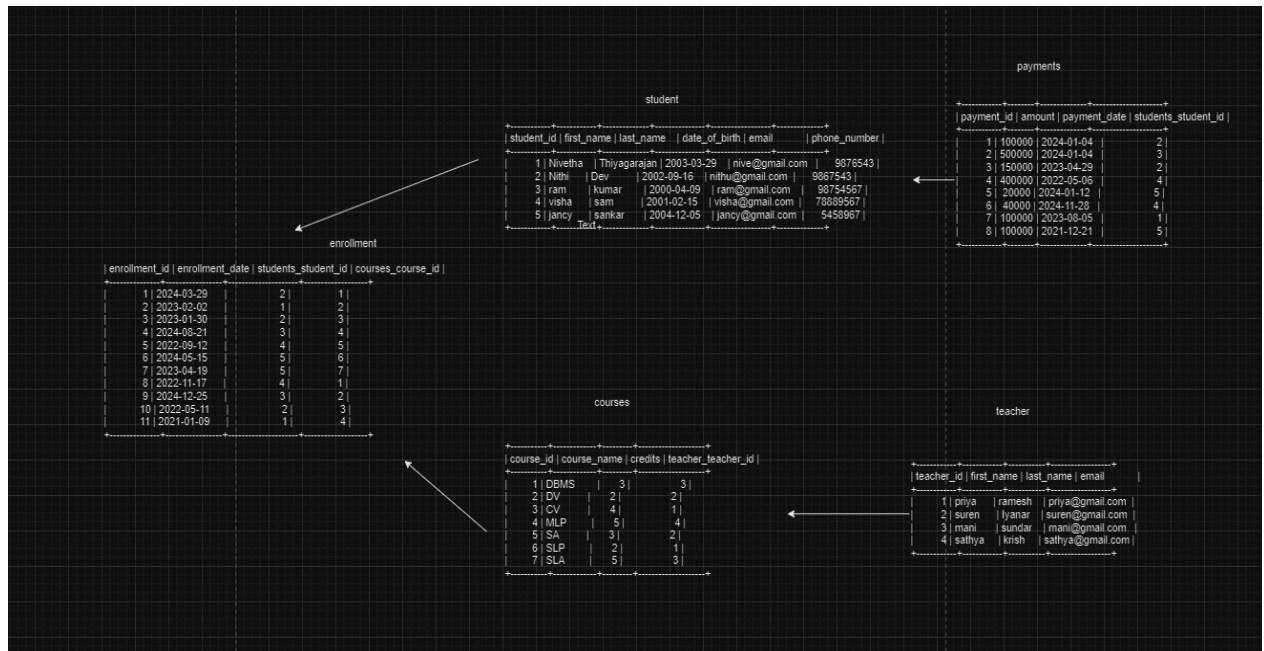 payments
+------------+--------+----------------+----------------------+
| payment_id | amount | payment_date | students_student_id |
+------------+--------+----------------+----------------------+
| 1 | 100000 | 2024-01-04 | 2 |
| 2 | 500000 | 2024-01-04 | 3 |
| 3 | 150000 | 2023-04-29 | 2 |
| 4 | 400000 | 2022-05-06 | 4 |
| 5 | 20000 | 2024-01-12 | 5 |
| 6 | 40000 | 2024-11-28 | 4 |
| 7 | 100000 | 2023-08-05 | 1 |
| 8 | 100000 | 2021-12-21 | 5 |
+------------+--------+----------------+----------------------+
student
+------------+-------------+---------------+----------------+------------------+--------------+
| student_id | first_name | last_name | date_of_birth | email | phone_number |
+------------+-------------+---------------+----------------+------------------+--------------+
| 1 | Nivetha | Thiyagarajan | 2003-03-29 | nive@gmail.com | 9876543 |
| 2 | Nithi | Dev | 2002-09-16 | nithu@gmail.com | 9867543 |
| 3 | ram | kumar | 2000-04-09 | ram@gmail.com | 98754567 |
| 4 | visha | sam | 2001-02-15 | visha@gmail.com | 78889567 |
| 5 | jancy | sankar | 2004-12-05 | jancy@gmail.com | 5458967 |
Text
+------------+-------------+---------------+----------------+------------------+--------------+
enrollment
| enrollment_id | enrollment_date | students_student_id | courses_course_id |
+---------------+-----------------+---------------------+-------------------+
| 1 | 2024-03-29 | 2 | 1 |
| 2 | 2023-02-02 | 1 | 2 |
| 3 | 2023-01-30 | 2 | 3 |
| 4 | 2024-08-21 | 3 | 4 |
| 5 | 2022-09-12 | 4 | 5 |
| 6 | 2024-05-15 | 5 | 6 |
| 7 | 2023-04-19 | 5 | 7 |
| 8 | 2022-11-17 | 4 | 1 |
| 9 | 2024-12-25 | 3 | 2 |
| 10 | 2022-05-11 | 2 | 3 |
| 11 | 2021-01-09 | 1 | 4 |
+---------------+-----------------+---------------------+-------------------+
courses
+-----------+---------------+---------+--------------------+
| course_id | course_name | credits | teacher_teacher_id |
+-----------+---------------+---------+--------------------+
| 1 | DBMS | 3 | 3 |
| 2 | DV | 2 | 2 |
| 3 | CV | 4 | 1 |
| 4 | MLP | 5 | 4 |
| 5 | SA | 3 | 2 |
| 6 | SLP | 2 | 1 |
| 7 | SLA | 5 | 3 |
+-----------+---------------+---------+--------------------+
teacher
+------------+------------+-----------+------------------+
| teacher_id | first_name | last_name | email |
+------------+------------+-----------+------------------+
| 1 | priya | ramesh | priya@gmail.com |
| 2 | suren | Iyanar | suren@gmail.com |
| 3 | mani | sundar | mani@gmail.com |
| 4 | sathya | krish | sathya@gmail.com |
+------------+------------+-----------+------------------+